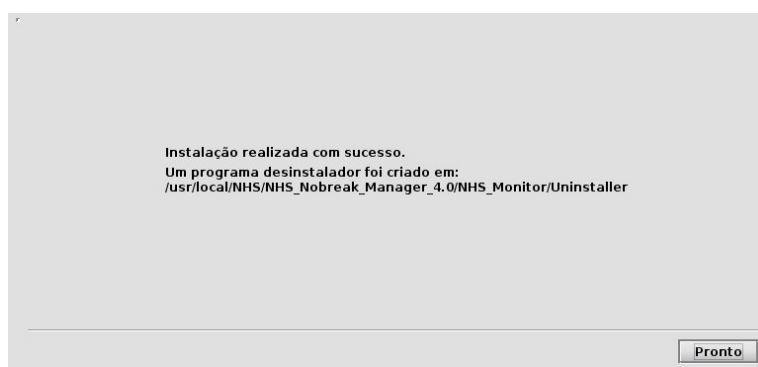 Instalação realizada com sucesso.
Um programa desinstalador foi criado em:
/usr/local/NHS/NHS_Nobreak_Manager_4.0/NHS_Monitor/Uninstaller
Pronto